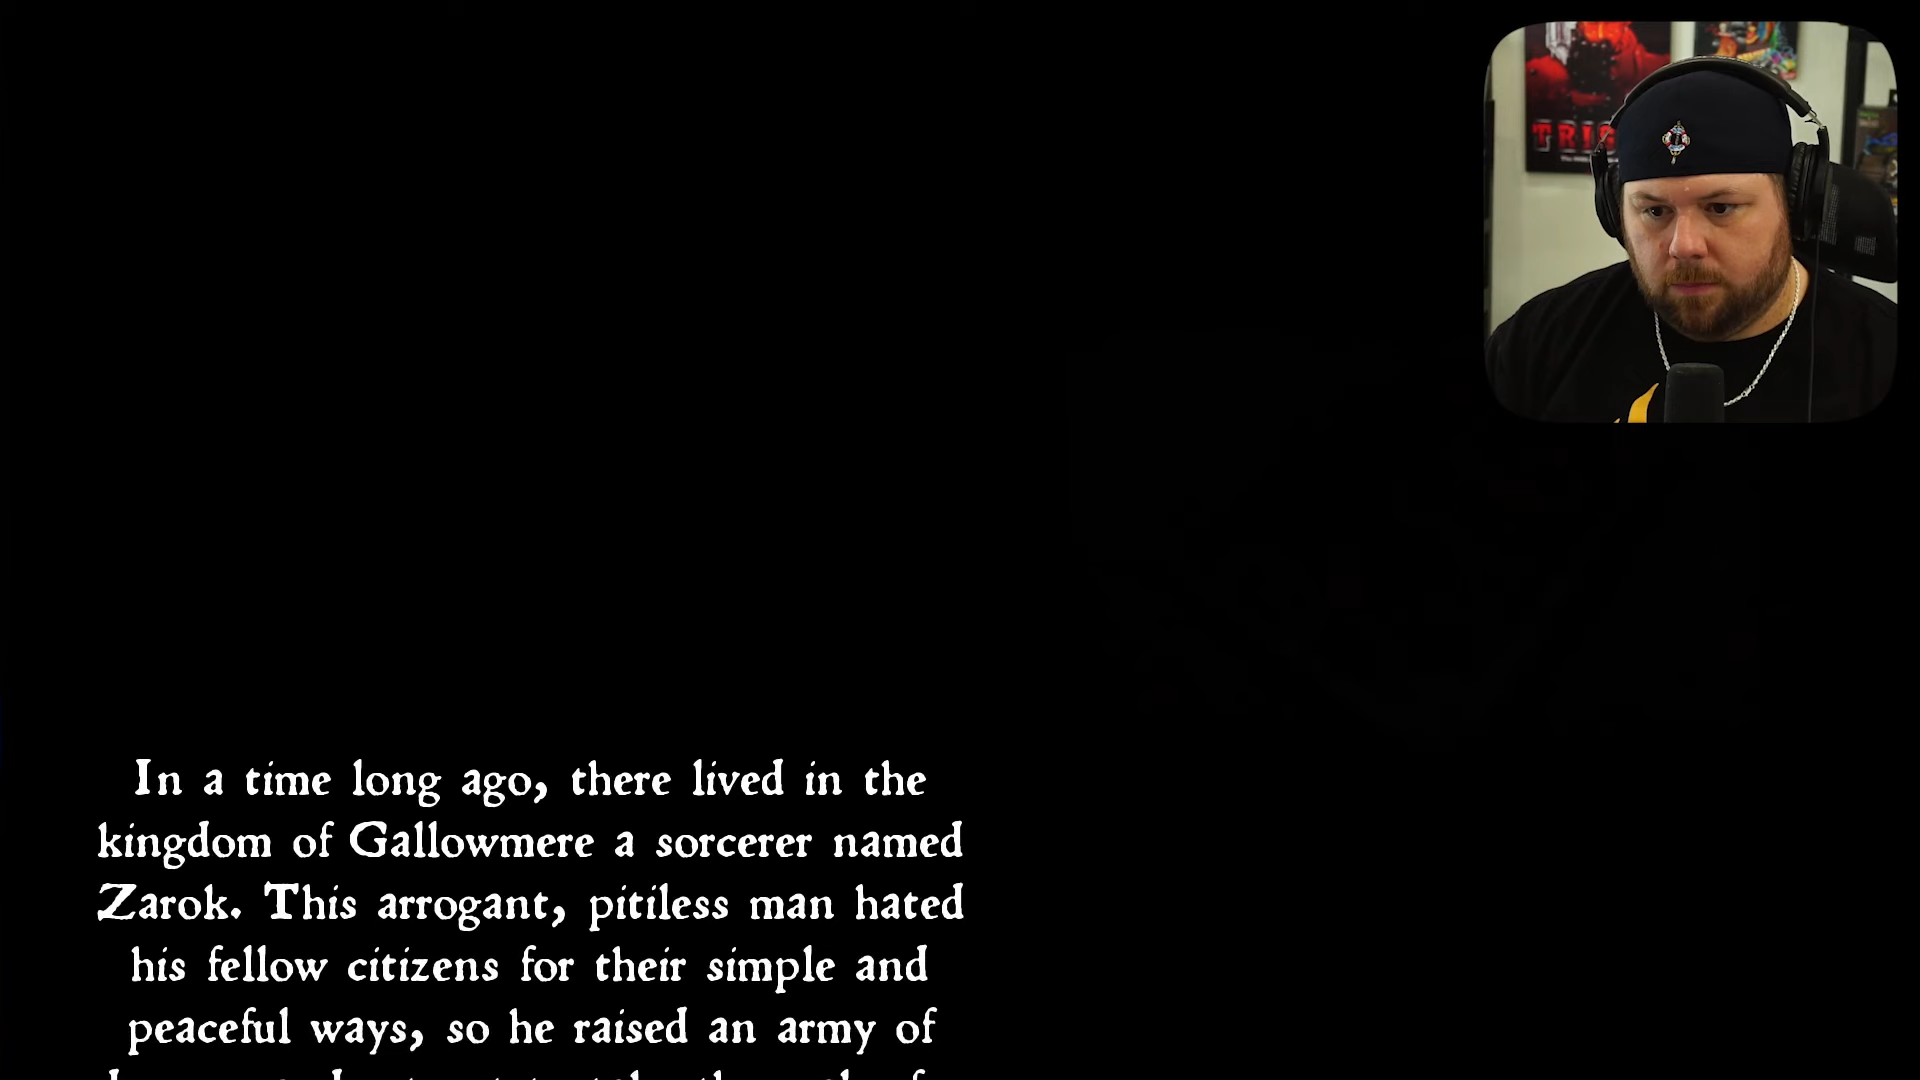 TRIG
In a time long ago, there lived in the
kingdom of Gallowmere a sorcerer named
Zarok. This arrogant, pitiless man hated
his fellow citizens for their simple and
peaceful ways, so he raised an army of